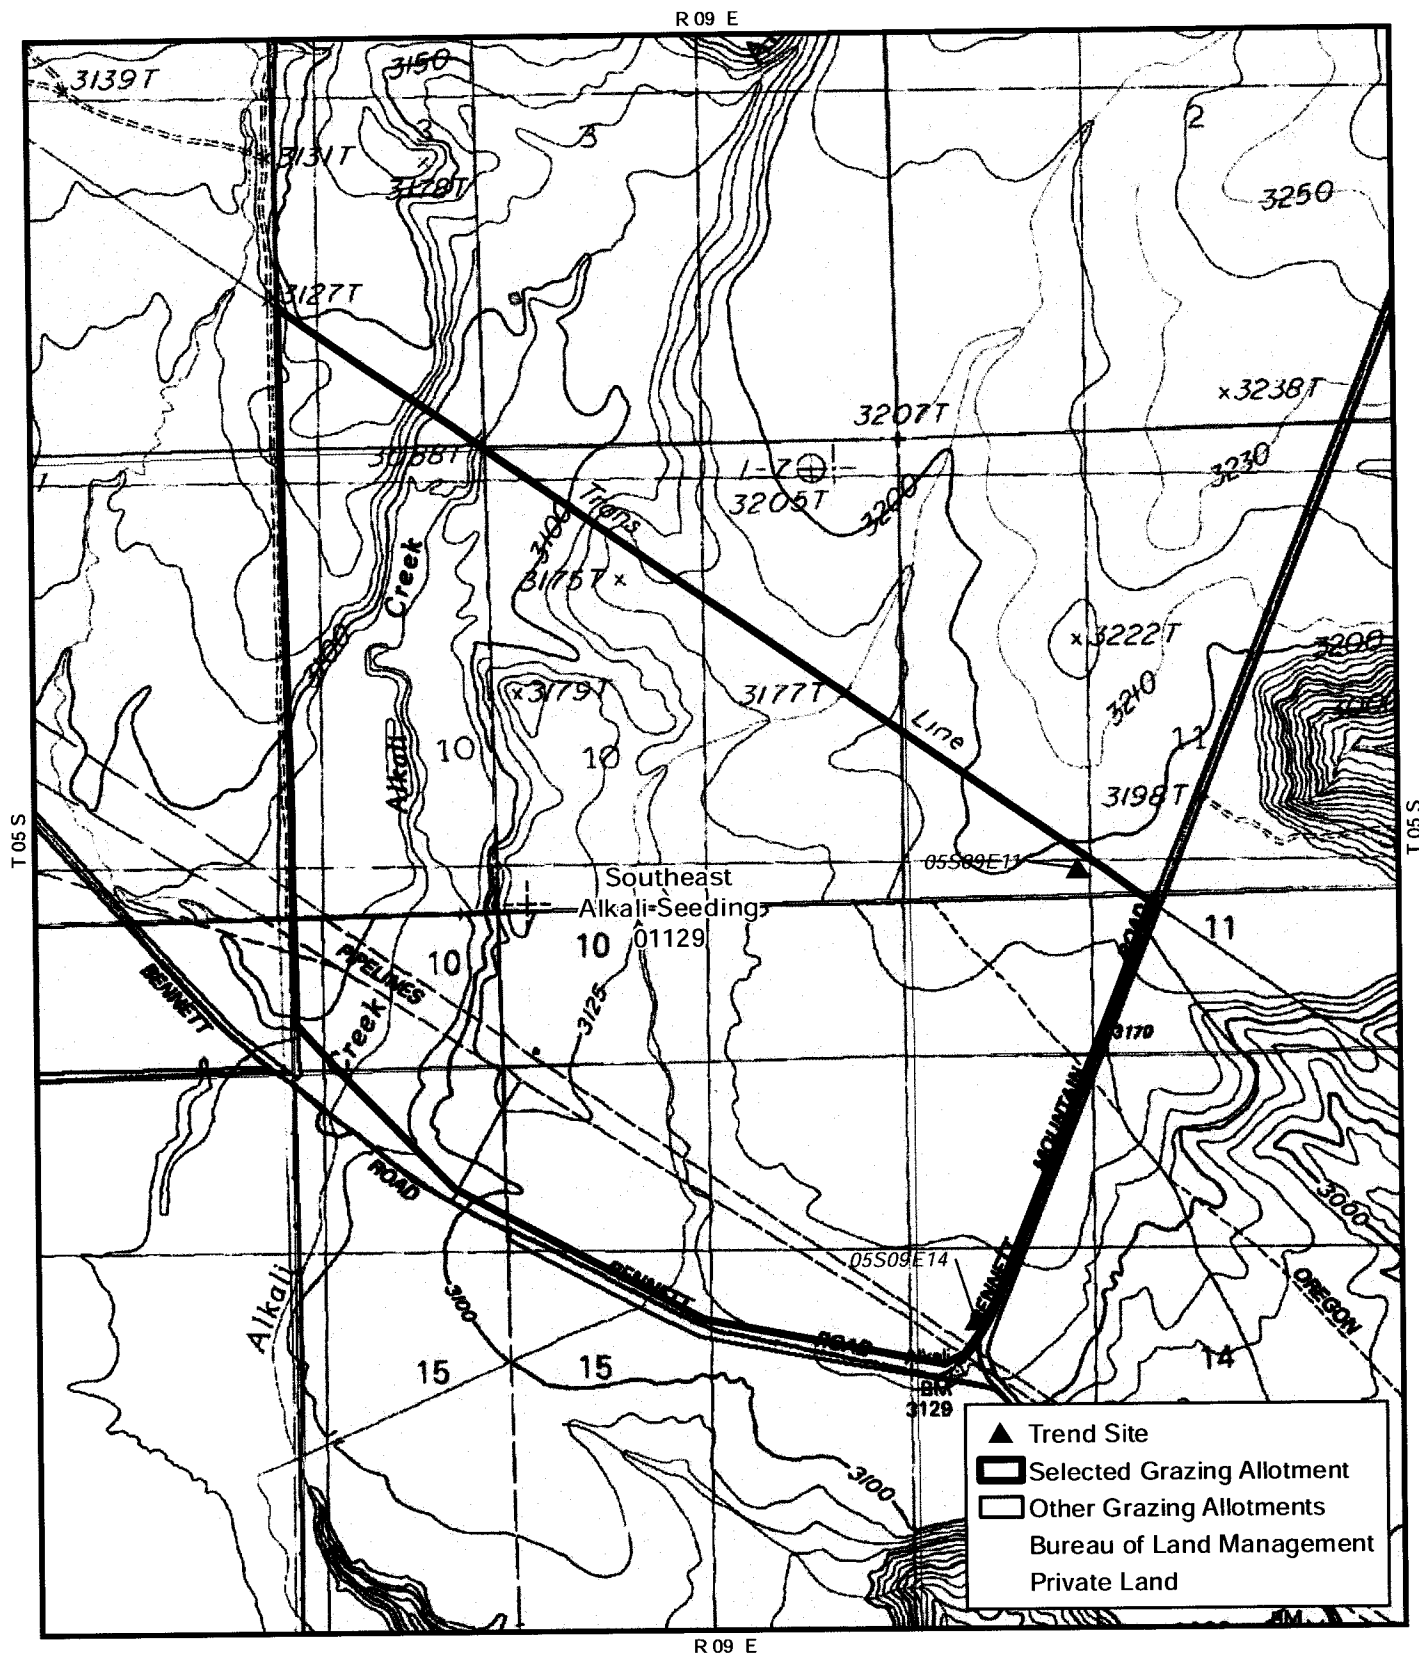 R 09 E
3139T
3150
2
3
3
3131T
3178T
3250
3127T
3238T
3207T
3088T
1-7
3205T
3230
3200
Trans
3100
3175T
Creek
3222T
3200
3200
3179T
3177T
3210
Line
10
10
11
Alkali
3198T
T 05 S
T 05 S
05S09E11
Southeast
Alkali Seeding
01129
10
10
11
ROAD
PIPELINES
BENNETT
Creek
3125
3170
MOUNTAIN
ROAD
3000
05S09E14
BENNETT
BENNETT
OREGON
3100
Alkali
ROAD
15
15
14
BM
3129
3100
Trend Site
Selected Grazing Allotment
Other Grazing Allotments
Bureau of Land Management
Private Land
BM
R 09 E